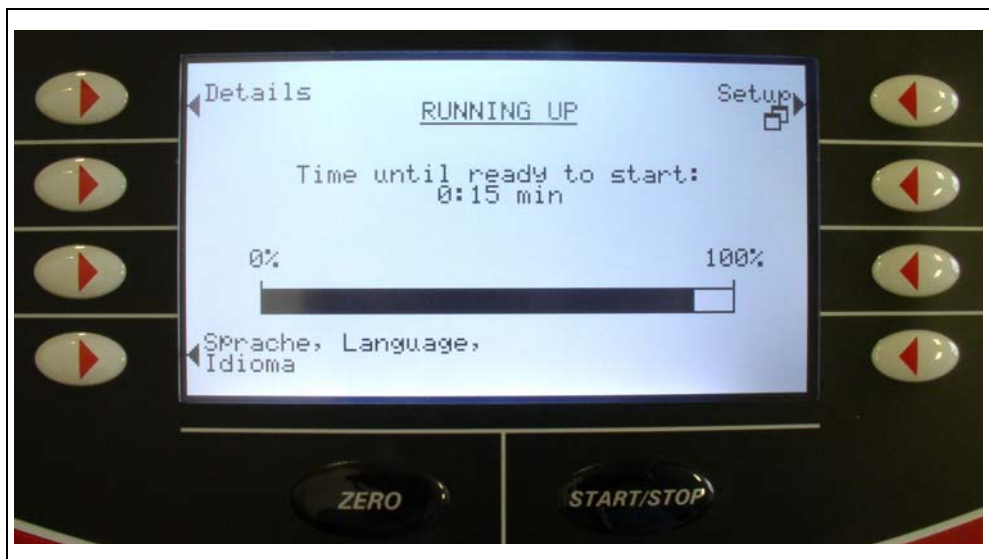 Details
Setup
RUNNING UP
Time until ready to start:
0:15 min
0%
100%
Sprache, Language,
Idioma
ZERO
START/STOP